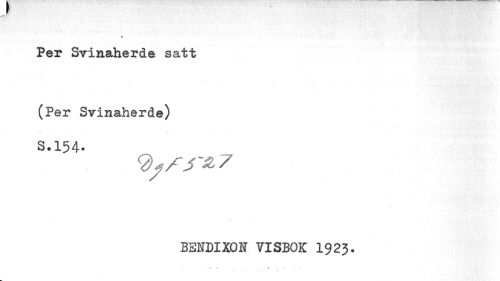 Per Svinaherde satt
(Per Svinaherde)
S.154.
DgF 527
BENDIXON VISBOK 1923.